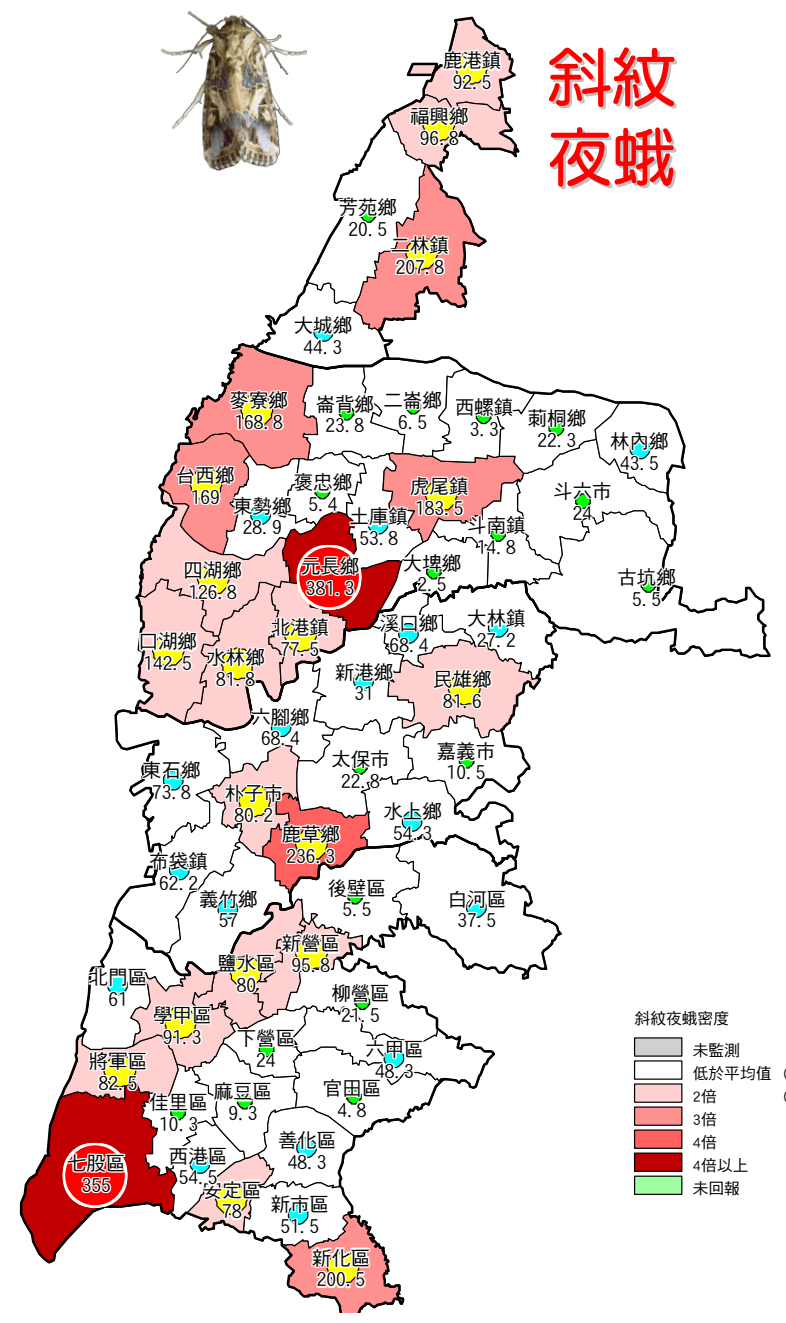 斜紋
夜蛾
鹿港鎮
92.5
福興鄉
96.8
芳苑鄉
20.5
二林鎮
207.8
大城鄉
44.3
麥寮鄉
168.8
崙背鄉
23.8
二崙鄉
6.5
西螺鎮
3.3
莿桐鄉
22.3
林內鄉
43.5
台西鄉
169
東勢鄉
28.9
褒忠鄉
5.4
土庫鎮
53.8
虎尾鎮
183.5
斗南鎮
14.8
斗六市
24
古坑鄉
5.5
四湖鄉
126.8
元長鄉
381.3
大埤鄉
2.5
口湖鄉
142.5
水林鄉
81.8
北港鎮
77.5
溪口鄉
68.4
大林鎮
27.2
新港鄉
31
民雄鄉
81.6
六腳鄉
68.4
東石鄉
73.8
太保市
22.8
嘉義市
10.5
朴子市
80.2
鹿草鄉
236.3
水上鄉
54.3
布袋鎮
62.2
義竹鄉
57
後壁區
5.5
白河區
37.5
新營區
95.8
鹽水區
80
北門區
61
柳營區
21.5
學甲區
91.3
下營區
24
六甲區
48.3
將軍區
82.5
佳里區
10.3
麻豆區
9.3
官田區
4.8
七股區
355
西港區
54.5
善化區
48.3
安定區
78
新市區
51.5
新化區
200.5
斜紋夜蛾密度
未監測
低於平均值 (
2倍 (
3倍
4倍
4倍以上
未回報